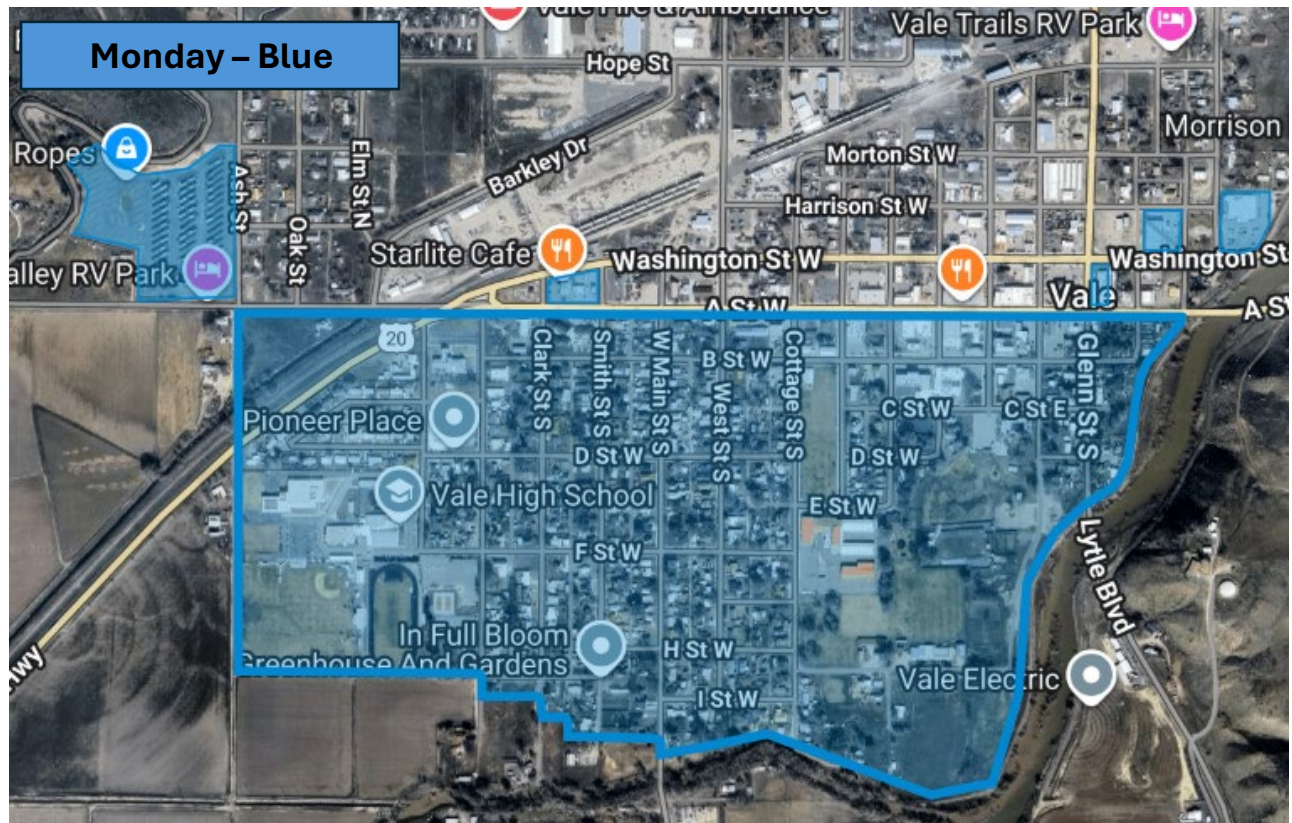 Vale Fire & Ambulance
Vale Trails RV Park
Monday – Blue
Hope St
Ropes
Elm St N
Barkley Dr
Morton St W
Morrison
Ash St
Oak St
Harrison St W
Starlite Cafe
Washington St W
Washington St
alley RV Park
A St W
Vale
A St
20
Clark St S
Smith St S
W Main St S
B St W
West St S
Cottage St S
Glenn St S
Pioneer Place
C St W
C St E
D St W
D St W
Vale High School
E St W
F St W
Lytle Blvd
In Full Bloom
Greenhouse And Gardens
H St W
I St W
Vale Electric
Hwy